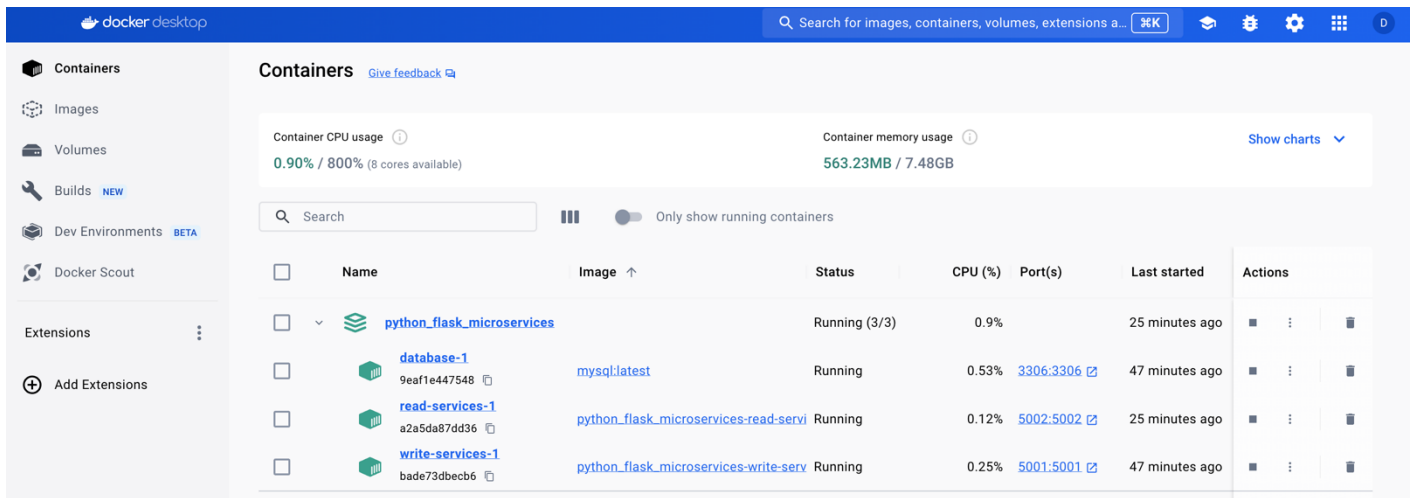 docker desktop
Search for images, containers, volumes, extensions a... ⌘K
D
Containers
Images
Volumes
Builds NEW
Dev Environments BETA
Docker Scout
Extensions
Add Extensions
Containers Give feedback
Container CPU usage
0.90% / 800% (8 cores available)
Container memory usage
563.23MB / 7.48GB
Show charts
Search
Only show running containers
Name Image ↑ Status CPU (%) Port(s) Last started Actions
python_flask_microservices Running (3/3) 0.9% 25 minutes ago
database-1
9eaf1e447548
mysql:latest Running 0.53% 3306:3306 47 minutes ago
read-services-1
a2a5da87dd36
python_flask_microservices-read-servi Running 0.12% 5002:5002 25 minutes ago
write-services-1
bade73dbecb6
python_flask_microservices-write-serv Running 0.25% 5001:5001 47 minutes ago